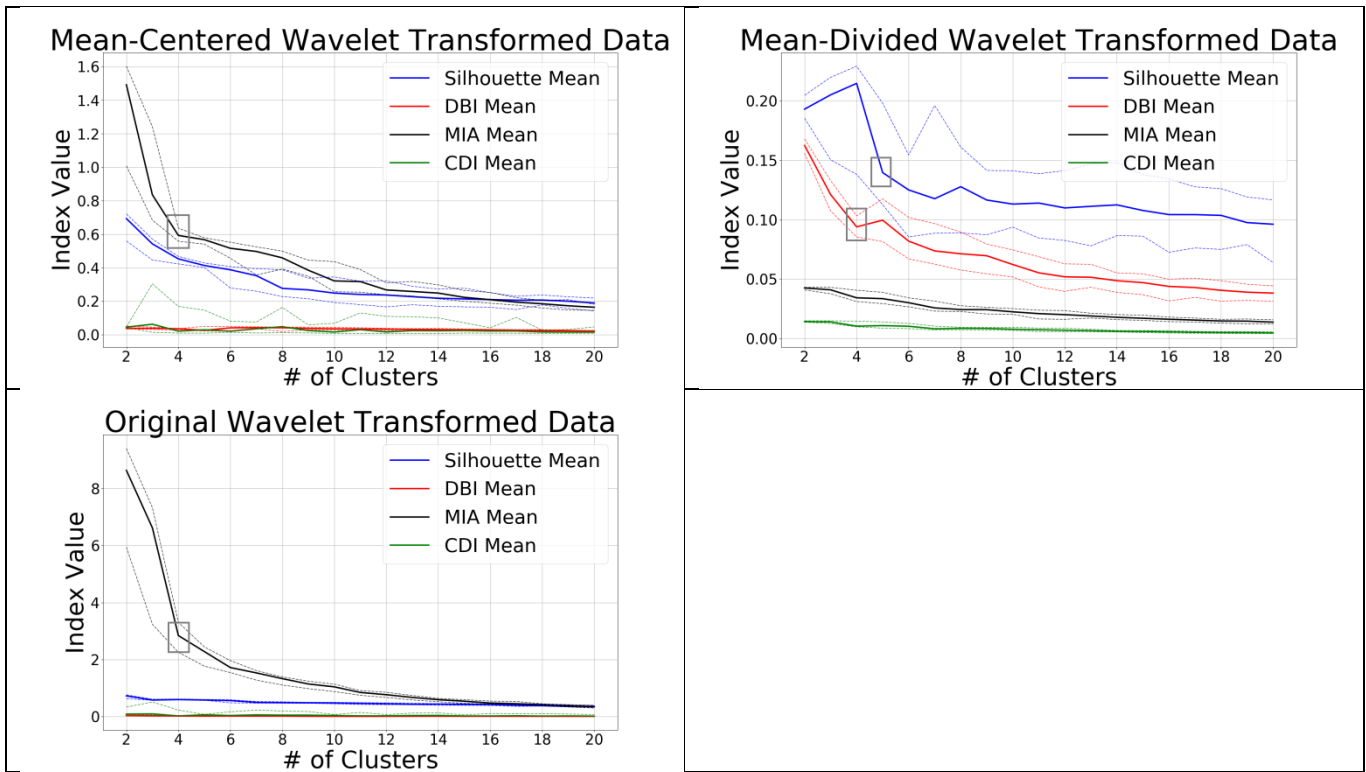 Mean-Centered Wavelet Transformed Data
Index Value
1.6
1.4
1.2
1.0
0.8
0.6
0.4
0.2
0.0
Silhouette Mean
DBI Mean
MIA Mean
CDI Mean
2 4 6 8 10 12 14 16 18 20
# of Clusters
Mean-Divided Wavelet Transformed Data
Index Value
0.20
0.15
0.10
0.05
0.00
Silhouette Mean
DBI Mean
MIA Mean
CDI Mean
2 4 6 8 10 12 14 16 18 20
# of Clusters
Original Wavelet Transformed Data
Index Value
8
6
4
2
0
Silhouette Mean
DBI Mean
MIA Mean
CDI Mean
2 4 6 8 10 12 14 16 18 20
# of Clusters